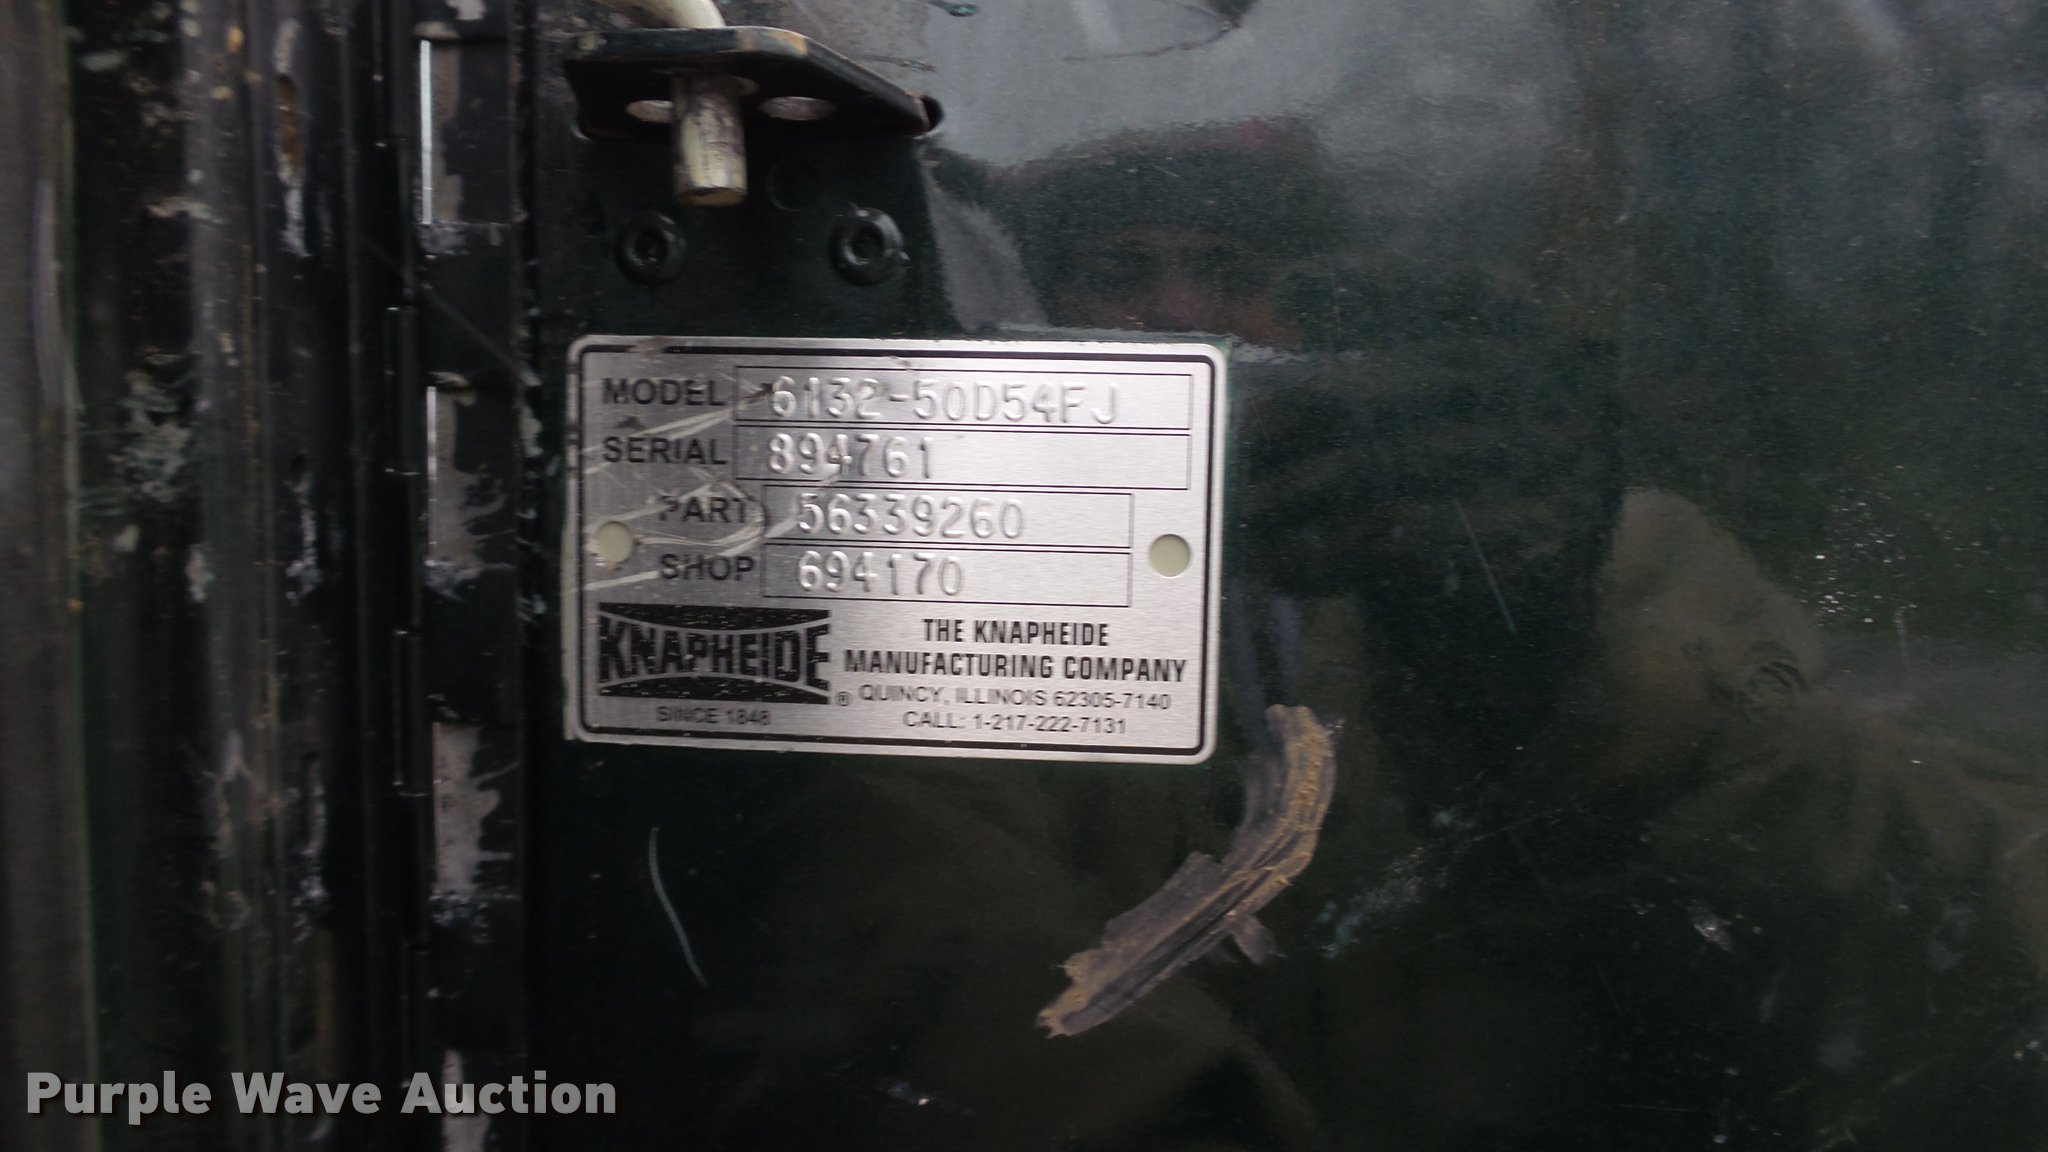 MODEL 6132-50D54FJ
SERIAL 894761
PART 56339260
SHOP 694170
KNAPHEIDE ®
SINCE 1848
THE KNAPHEIDE
MANUFACTURING COMPANY
QUINCY, ILLINOIS 62305-7140
CALL: 1-217-222-7131
Purple Wave Auction